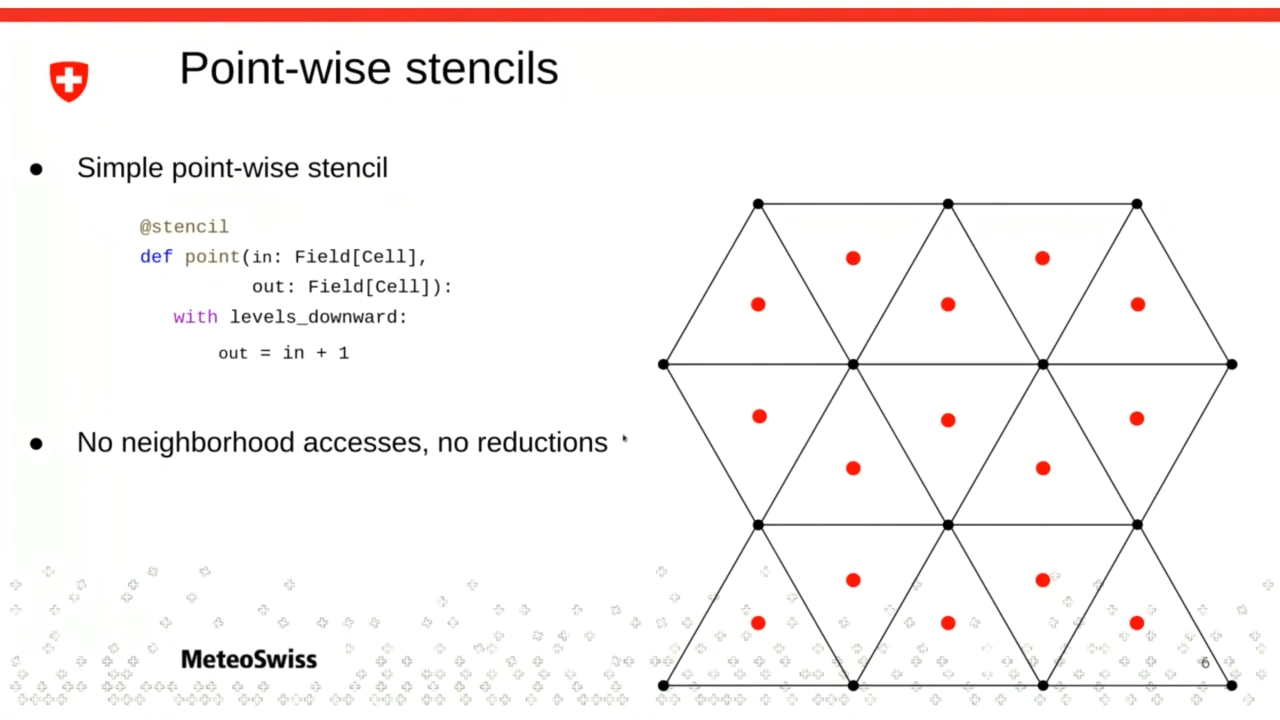 Point-wise stencils
● Simple point-wise stencil
@stencil
def point(in: Field[Cell],
out: Field[Cell]):
with levels_downward:
out = in + 1
● No neighborhood accesses, no reductions
MeteoSwiss
6